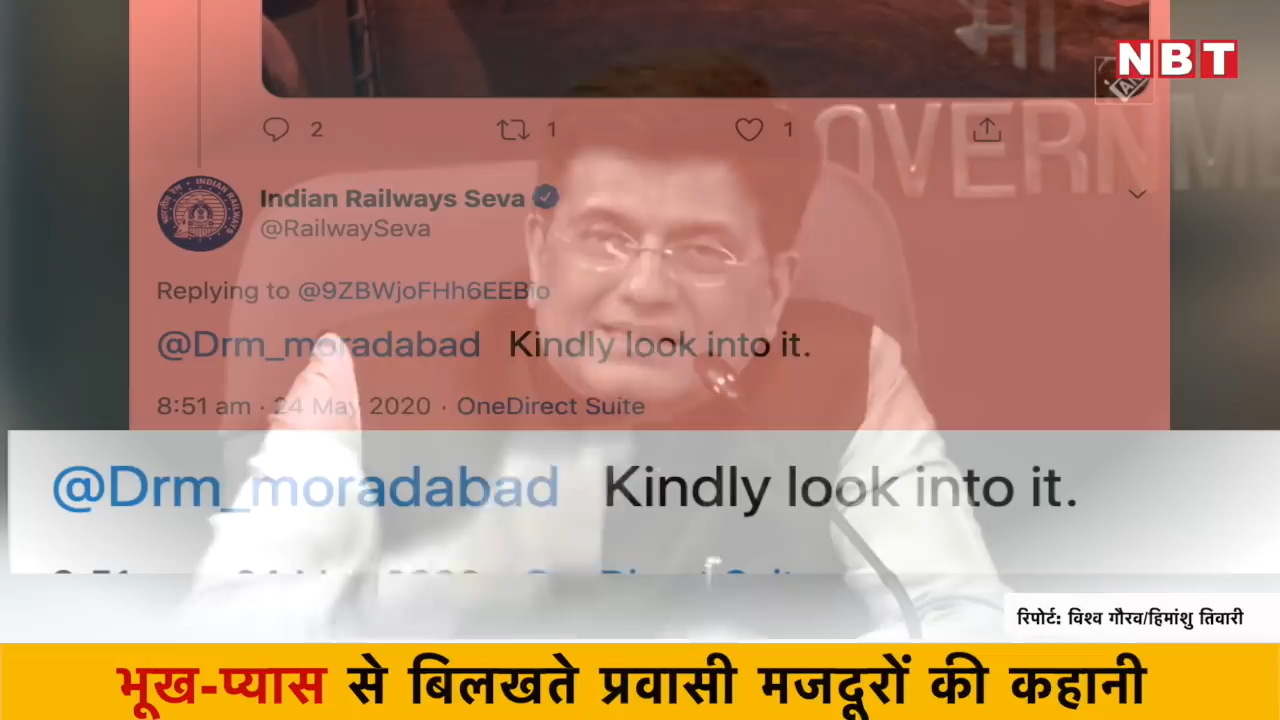 मा
NBT
GOVERNME
2 1 1
Indian Railways Seva
@RailwaySeva
Replying to @9ZBWjoFHh6EEBio
@Drm_moradabad Kindly look into it.
8:51 am · 24 May 2020 · OneDirect Suite
@Drm_moradabad Kindly look into it.
रिपोर्ट: विश्व गौरव/हिमांशु तिवारी
भूख-प्यास से बिलखते प्रवासी मजदूरों की कहानी